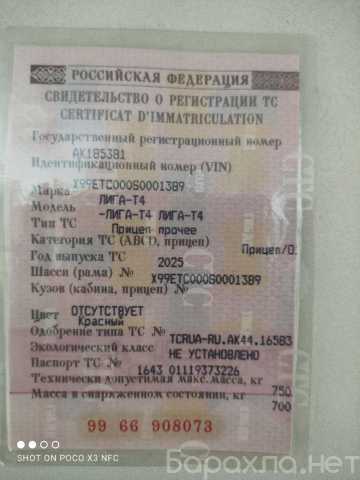 РОССИЙСКАЯ ФЕДЕРАЦИЯ
СВИДЕТЕЛЬСТВО О РЕГИСТРАЦИИ ТС
CERTIFICAT D'IMMATRICULATION
Государственный регистрационный номер
АК185381
Идентификационный номер (VIN)
X99ETC000S0001389
Марка ЛИГА-Т4
Модель -ЛИГА-Т4 ЛИГА-Т4
Тип ТС Прицеп прочее
Категория ТС (ABCD, прицеп) Прицеп/О
Год выпуска ТС 2025
Шасси (рама) № X99ETC000S0001389
Кузов (кабина, прицеп) №
ОТСУТСТВУЕТ
Цвет Красный
Одобрение типа ТС № TCRUA-RU.АК44.16583
Экологический класс НЕ УСТАНОВЛЕНО
Паспорт ТС № 1643 01119373226
Технически допустимая макс. масса, кг 750
Масса в снаряженном состоянии, кг 700
99 66 908073
SHOT ON POCO X3 NFC
Барахла.нет